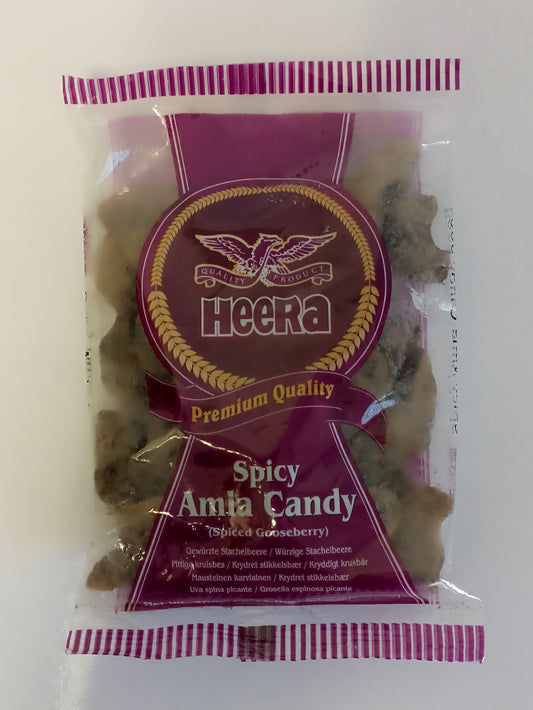 QUALITY PRODUCT
HEERA
Premium Quality
Spicy
Amla Candy
(Spiced Gooseberry)
Gewürzte Stachelbeere / Würzige Stachelbeere
Pittige kruisbes / Krydret stikkelsbær / Kryddigt krusbär
Mausteinen karviainen / Krydret stikkelsbær
Uva spina picante / Grosella espinosa picante